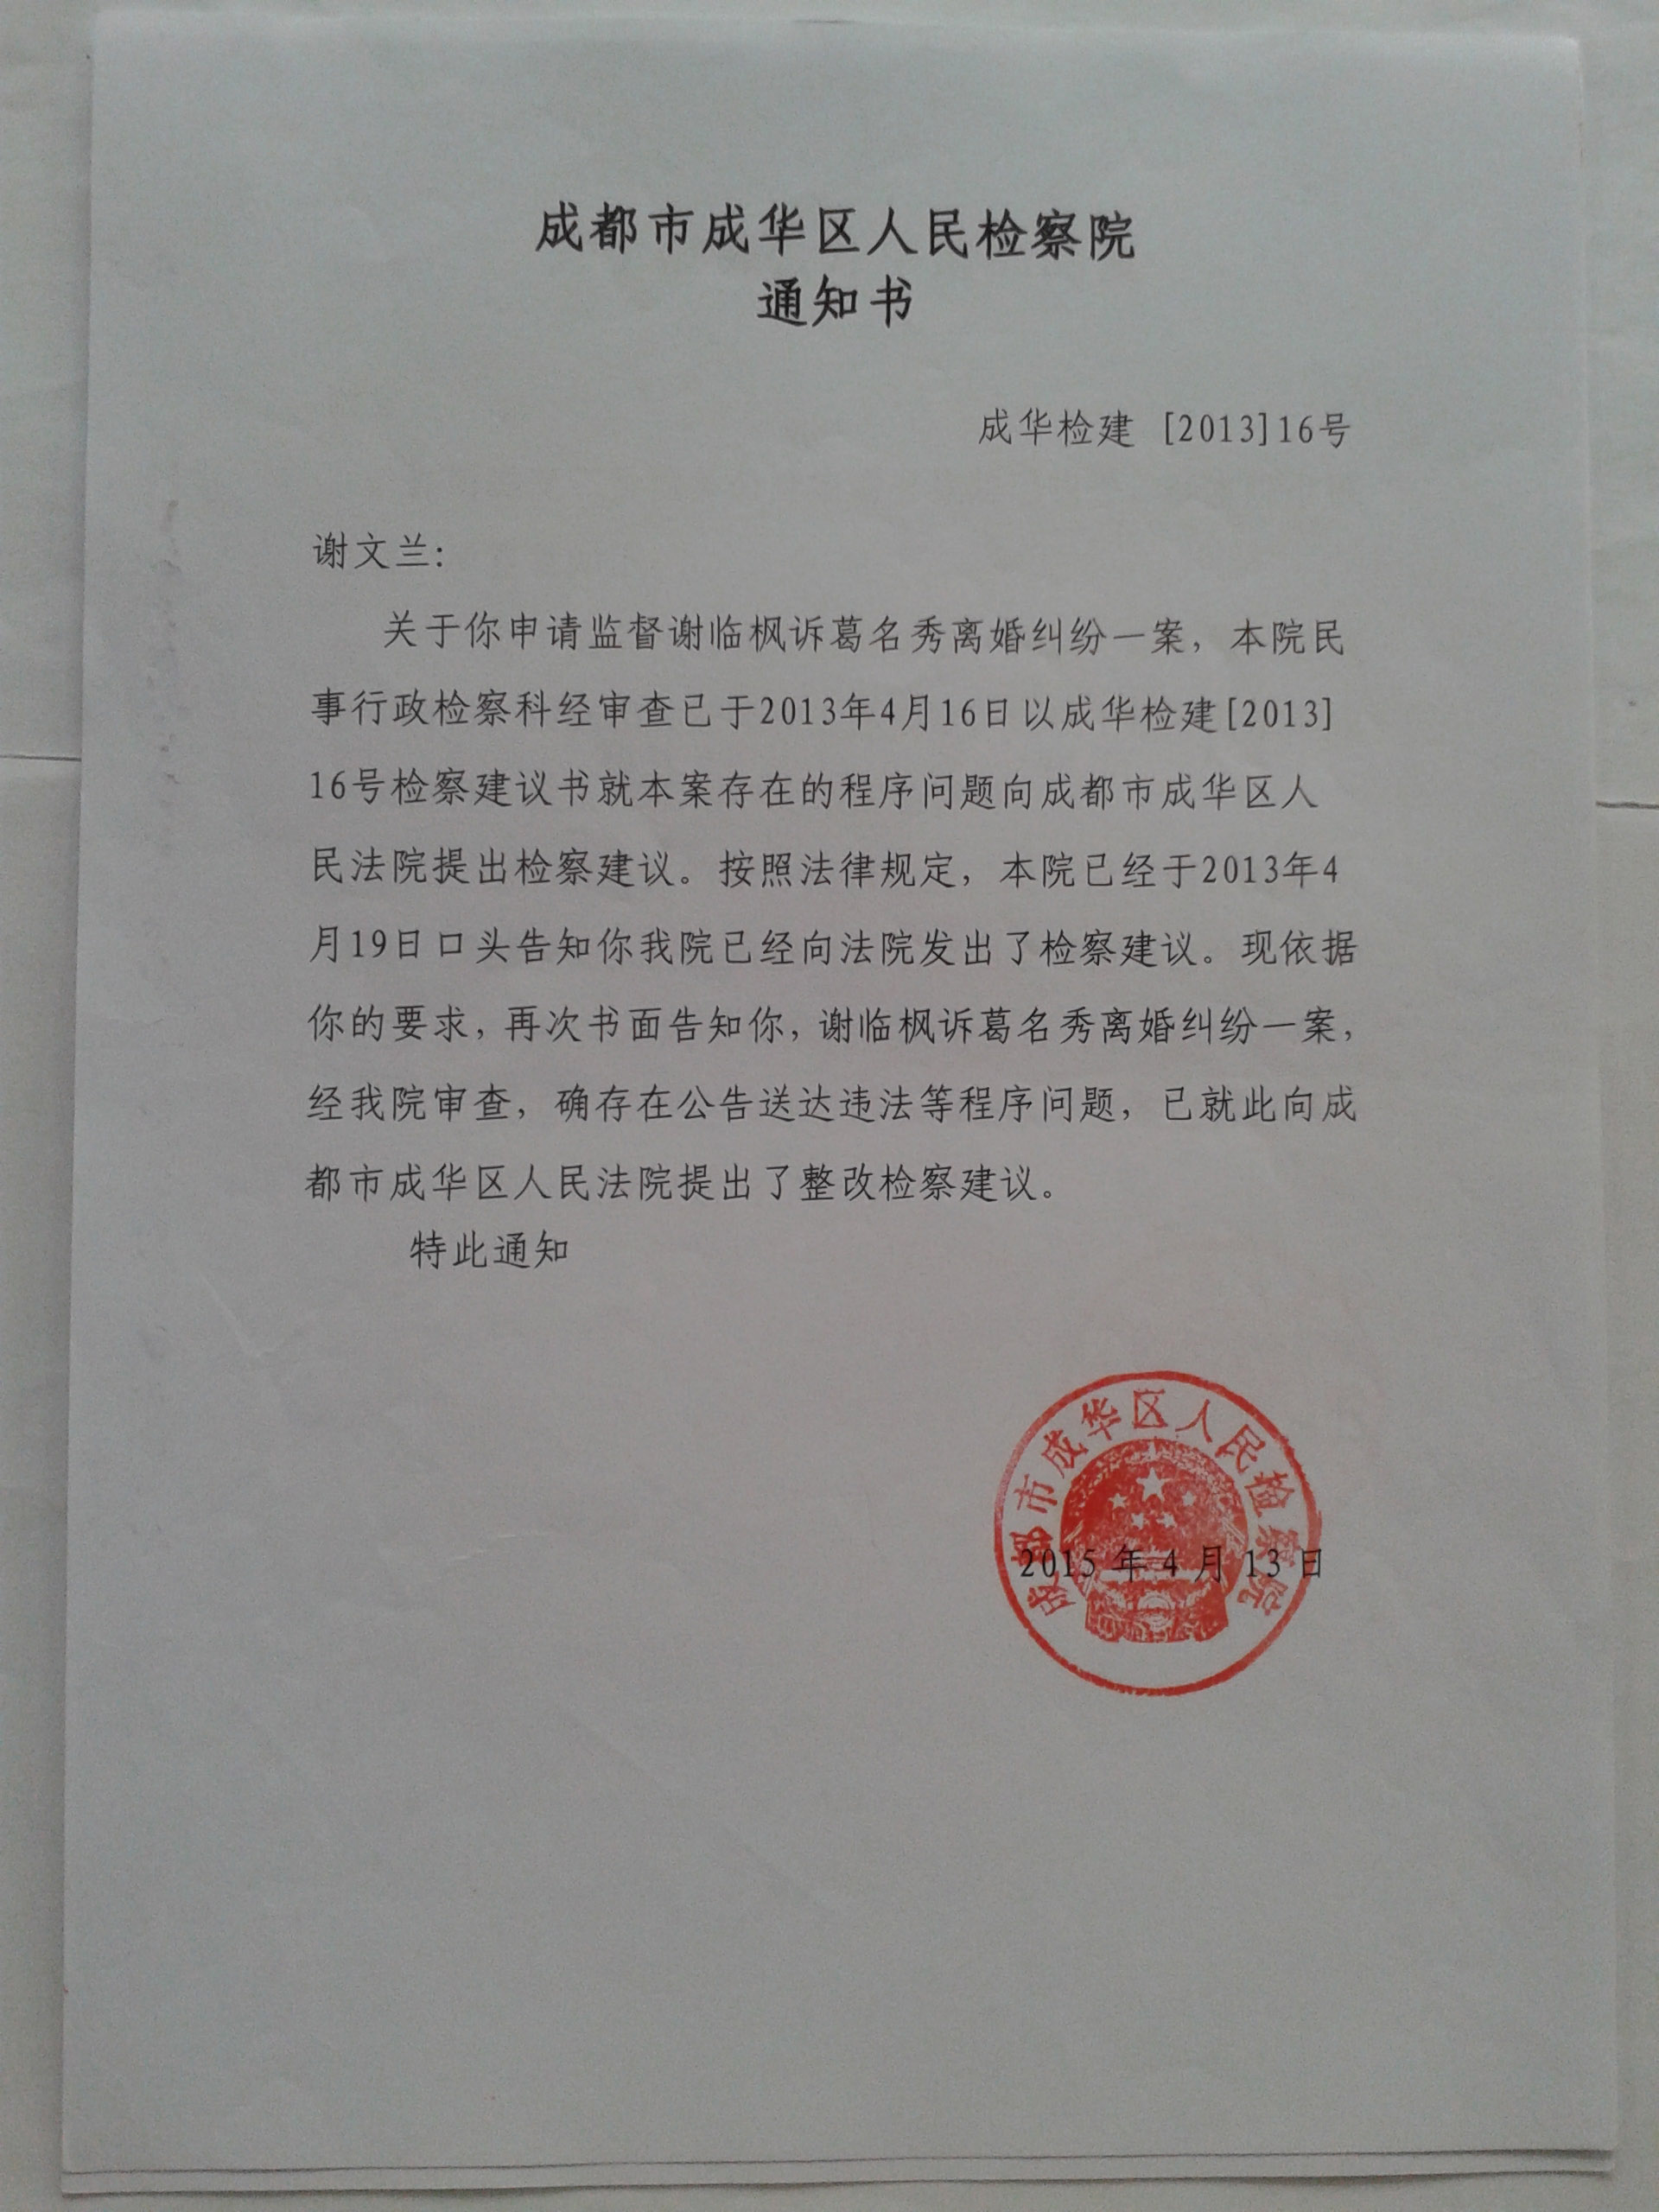 成都市成华区人民检察院
通知书
成华检建 [2013]16号
谢文兰：
关于你申请监督谢临枫诉葛名秀离婚纠纷一案，本院民
事行政检察科经审查已于2013年4月16日以成华检建[2013]
16号检察建议书就本案存在的程序问题向成都市成华区人
民法院提出检察建议。按照法律规定，本院已经于2013年4
月19日口头告知你我院已经向法院发出了检察建议。现依据
你的要求，再次书面告知你，谢临枫诉葛名秀离婚纠纷一案，
经我院审查，确存在公告送达违法等程序问题，已就此向成
都市成华区人民法院提出了整改检察建议。
特此通知
成都市成华区人民检察院
2015 年 4 月 13 日